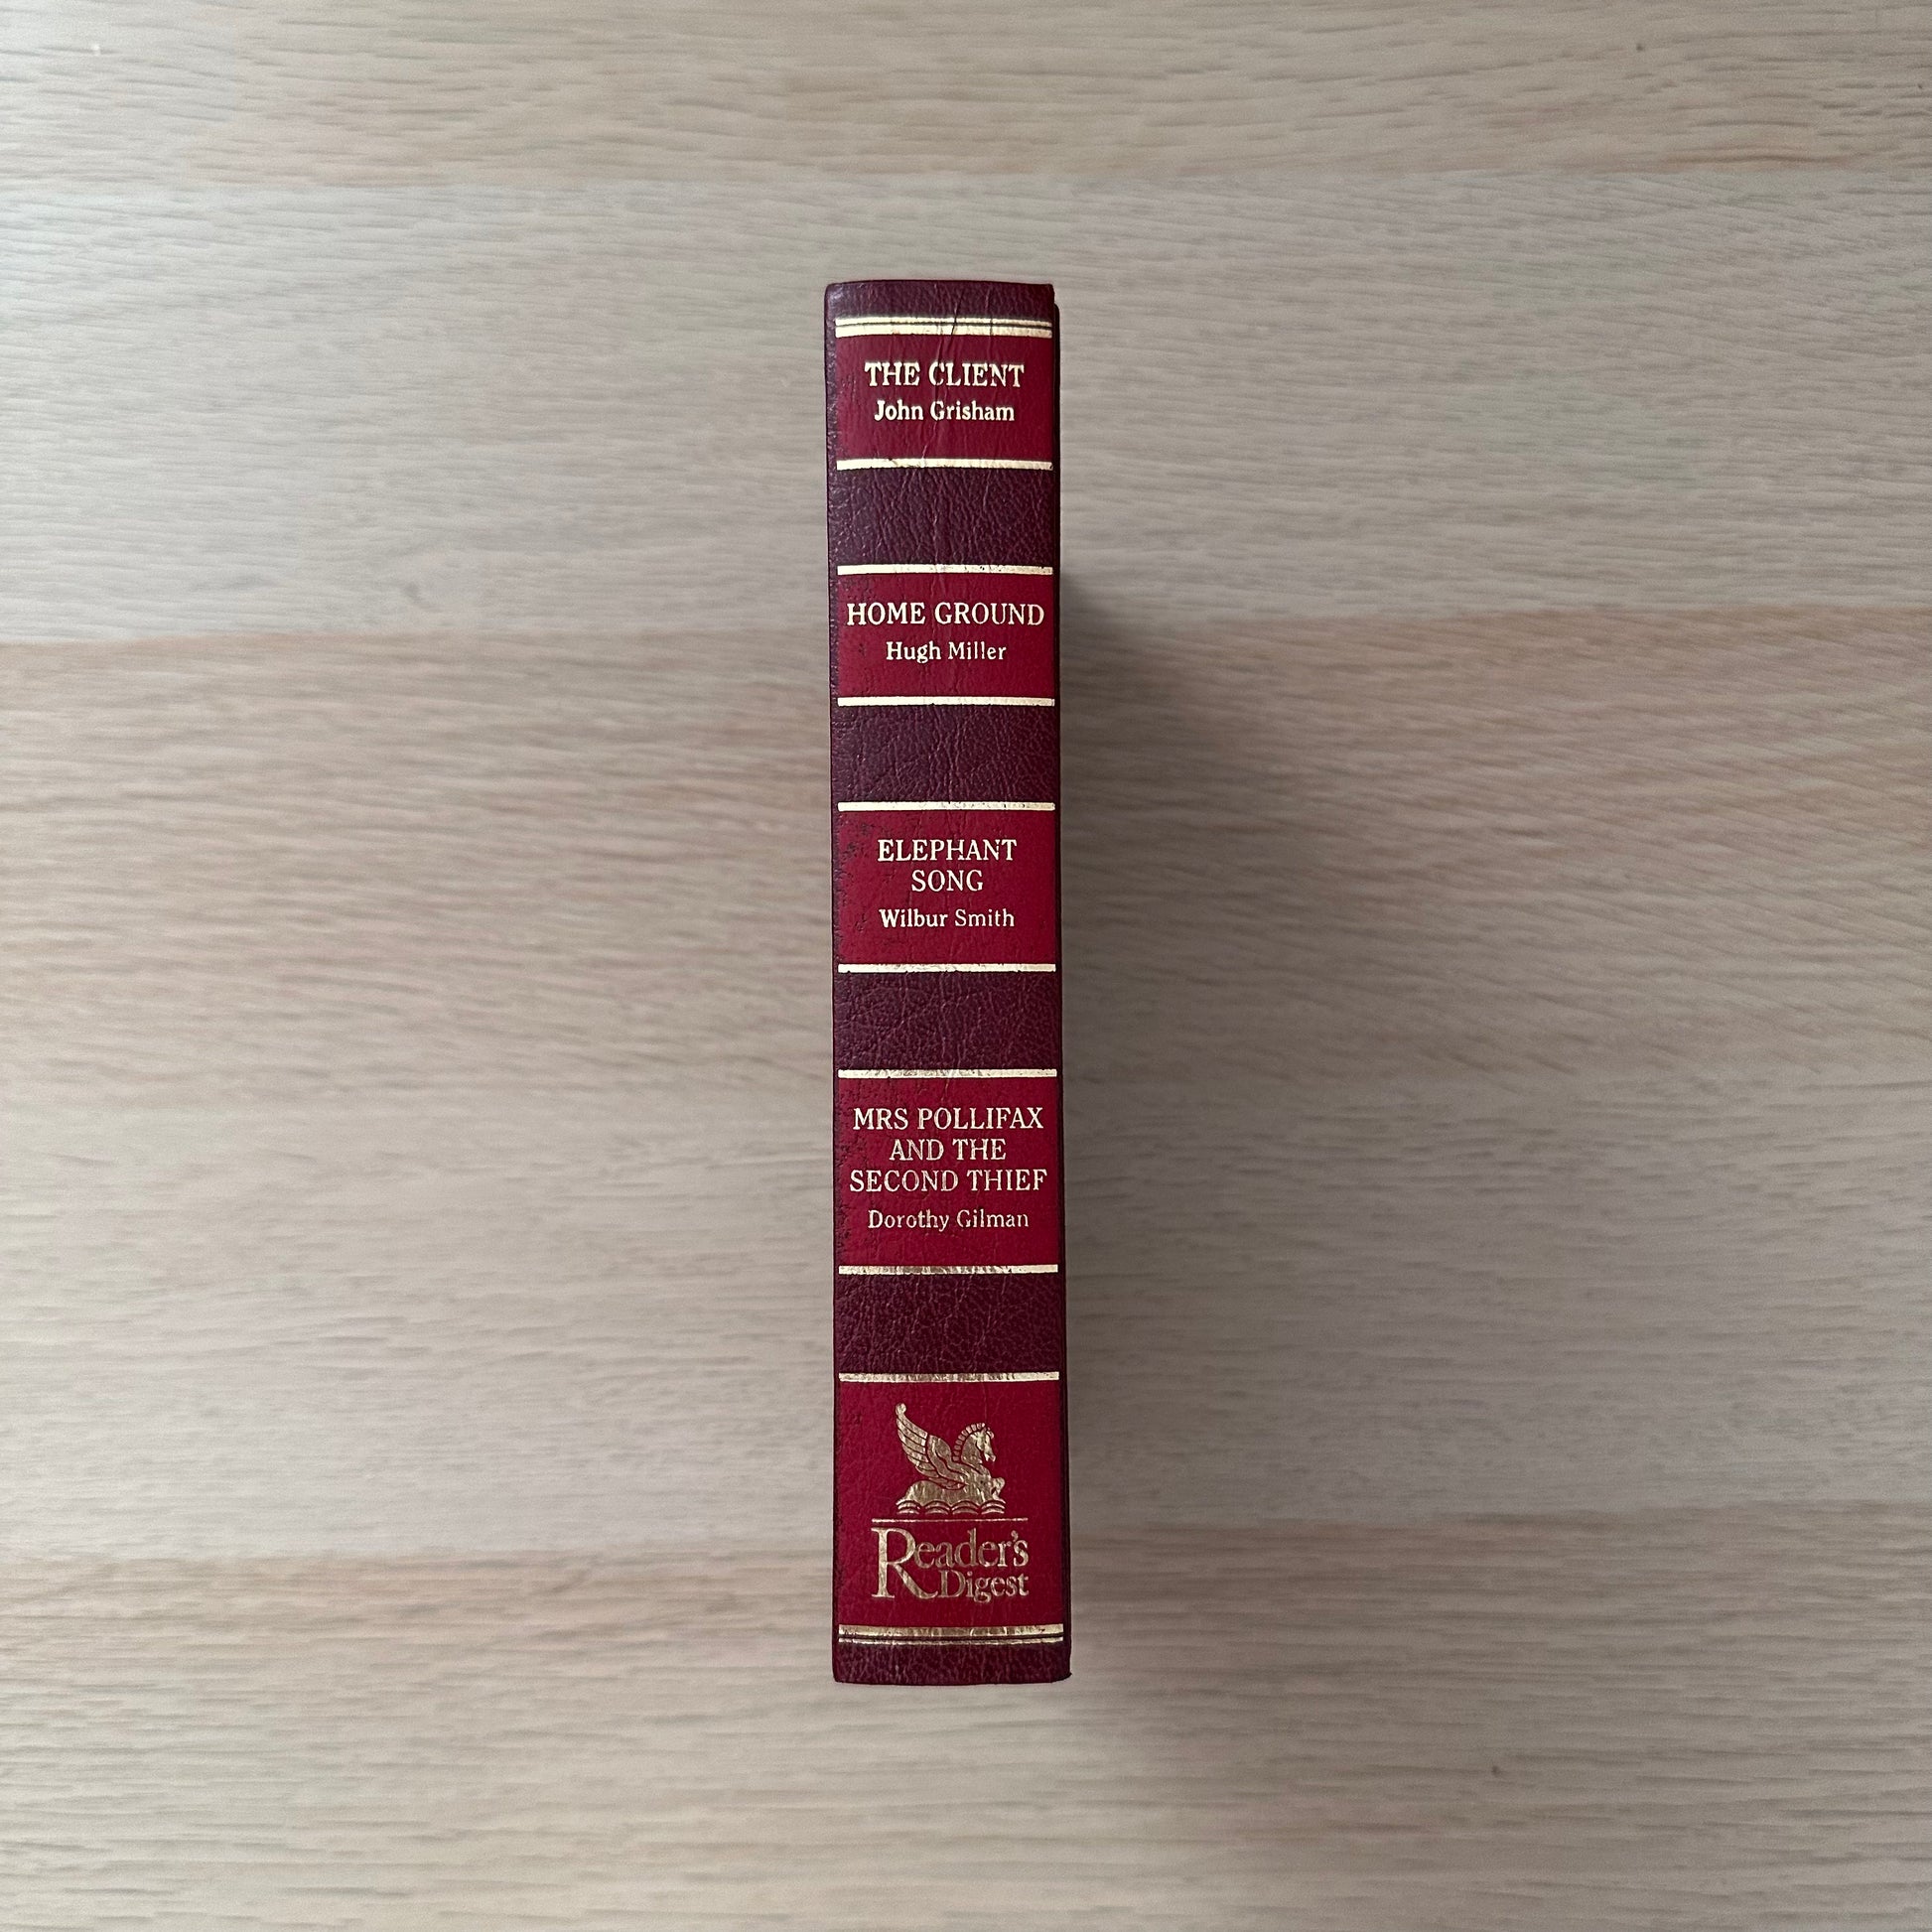 THE CLIENT
John Grisham
HOME GROUND
Hugh Miller
ELEPHANT
SONG
Wilbur Smith
MRS POLLIFAX
AND THE
SECOND THIEF
Dorothy Gilman
Reader's
Digest